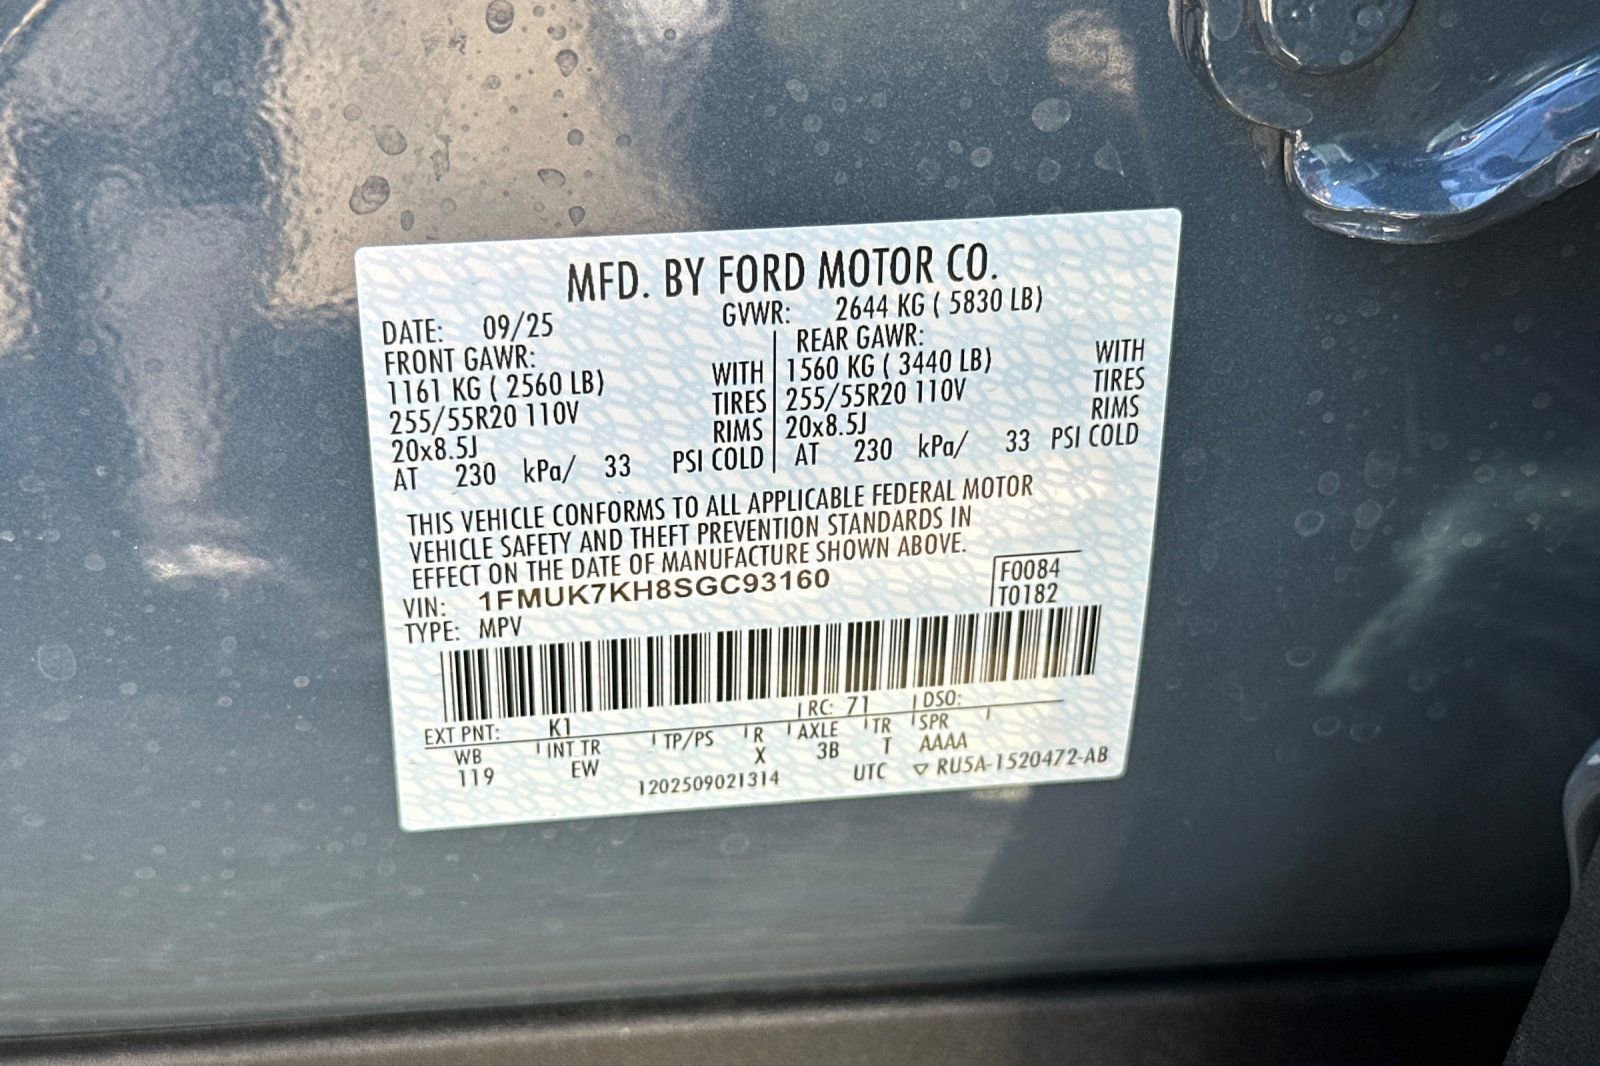 MFD. BY FORD MOTOR CO.
DATE: 09/25 GVWR: 2644 KG ( 5830 LB)
FRONT GAWR: REAR GAWR:
1161 KG ( 2560 LB) WITH 1560 KG ( 3440 LB) WITH
255/55R20 110V TIRES 255/55R20 110V TIRES
20x8.5J RIMS 20x8.5J RIMS
AT 230 kPa/ 33 PSI COLD AT 230 kPa/ 33 PSI COLD
THIS VEHICLE CONFORMS TO ALL APPLICABLE FEDERAL MOTOR
VEHICLE SAFETY AND THEFT PREVENTION STANDARDS IN
EFFECT ON THE DATE OF MANUFACTURE SHOWN ABOVE.
VIN: 1FMUK7KH8SGC93160 F0084
TYPE: MPV T0182
EXT PNT: K1 RC: 71 DSO:
WB INT TR TP/PS R AXLE TR SPR
119 EW X 3B T AAAA
1202509021314 UTC ▽ RU5A-1520472-AB